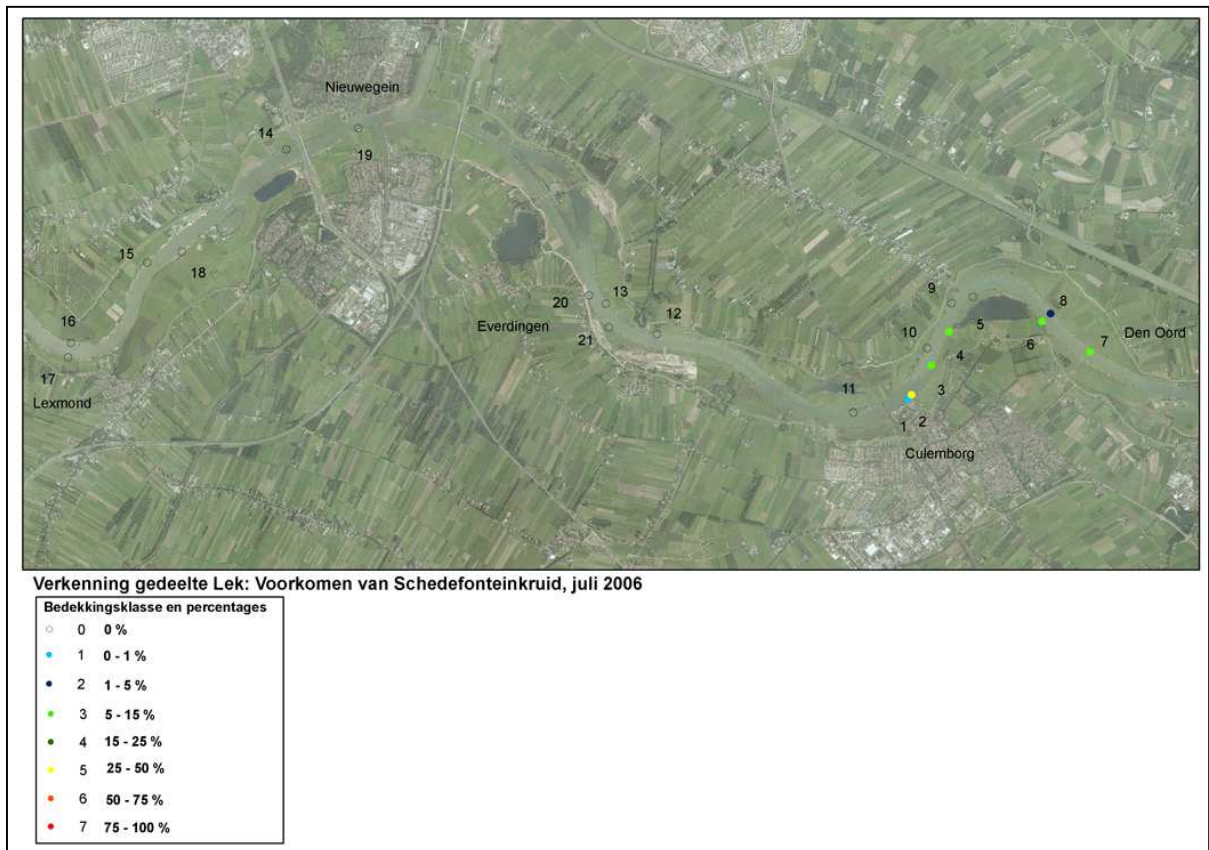 Nieuwegein
14
19
15
18
16
17
Lexmond
20
13
Everdingen
21
12
9
8
10
5
6
7
Den Oord
4
11
3
1
2
Culemborg
Verkenning gedeelte Lek: Voorkomen van Schedefonteinkruid, juli 2006
Bedekkingsklasse en percentages
0 0 %
1 0 - 1 %
2 1 - 5 %
3 5 - 15 %
4 15 - 25 %
5 25 - 50 %
6 50 - 75 %
7 75 - 100 %